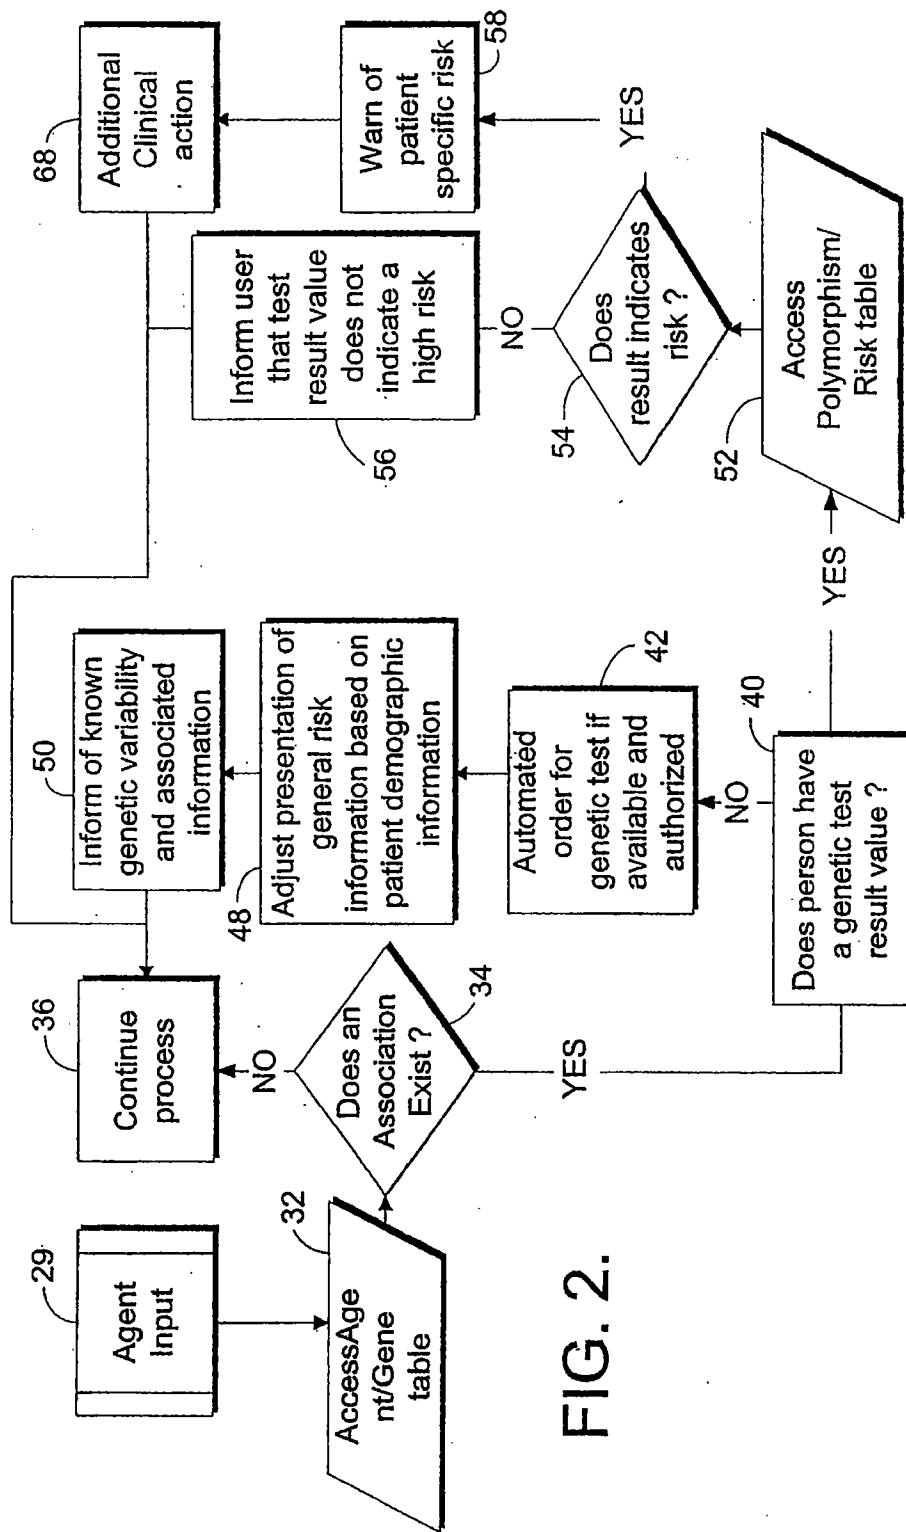 29
Agent
Input
32
AccessAge
nt/Gene
table
34
Does an
Association
Exist ?
NO
YES
36
Continue
process
40
Does person have
a genetic test
result value ?
NO
YES
42
Automated
order for
genetic test if
available and
authorized
48
Adjust presentation of
general risk
information based on
patient demographic
information
50
Inform of known
genetic variability
and associated
information
52
Access
Polymorphism/
Risk table
54
Does
result indicates
risk ?
NO
YES
56
Inform user
that test
result value
does not
indicate a
high risk
58
Warn of
patient
specific risk
68
Additional
Clinical
action
FIG. 2.